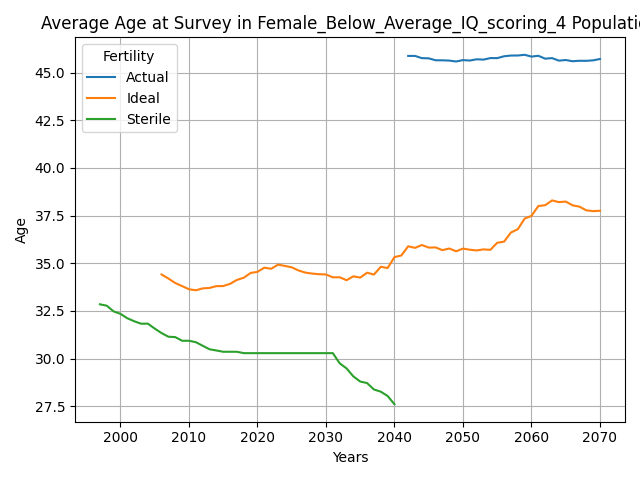 Average Age at Survey in Female_Below_Average_IQ_scoring_4 Populatio
Fertility
Actual
Ideal
Sterile
45.0
42.5
40.0
37.5
35.0
32.5
30.0
27.5
Age
2000 2010 2020 2030 2040 2050 2060 2070
Years